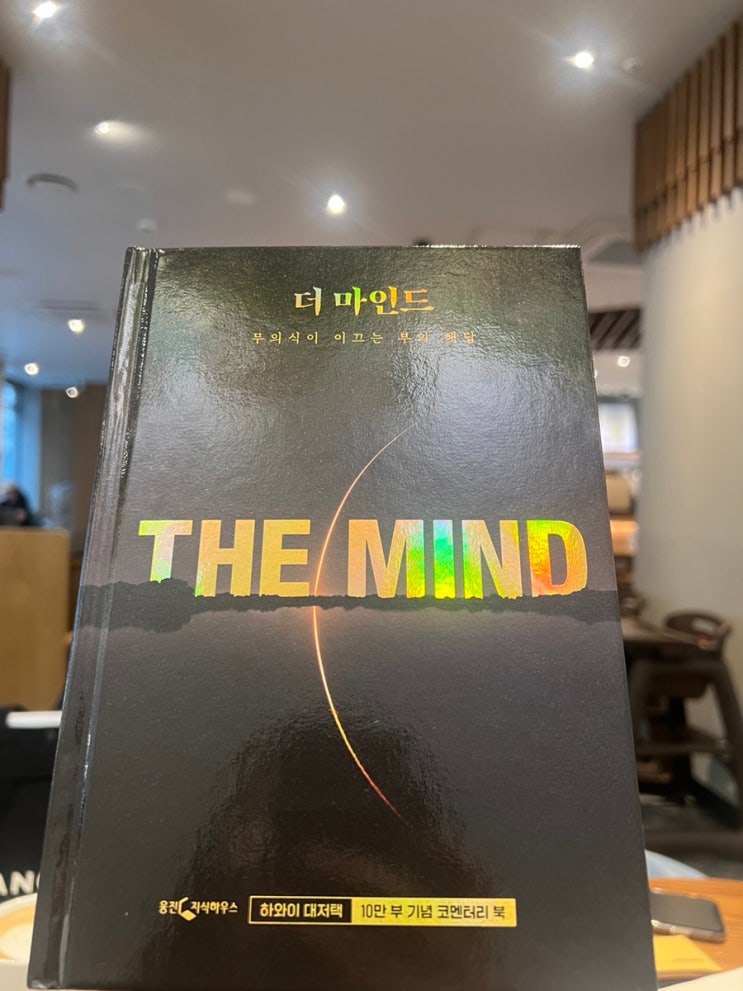 더 마인드
무의식이 이끄는 부의 해답
THE MIND
웅진 지식하우스 하와이 대저택 10만 부 기념 코멘터리 북